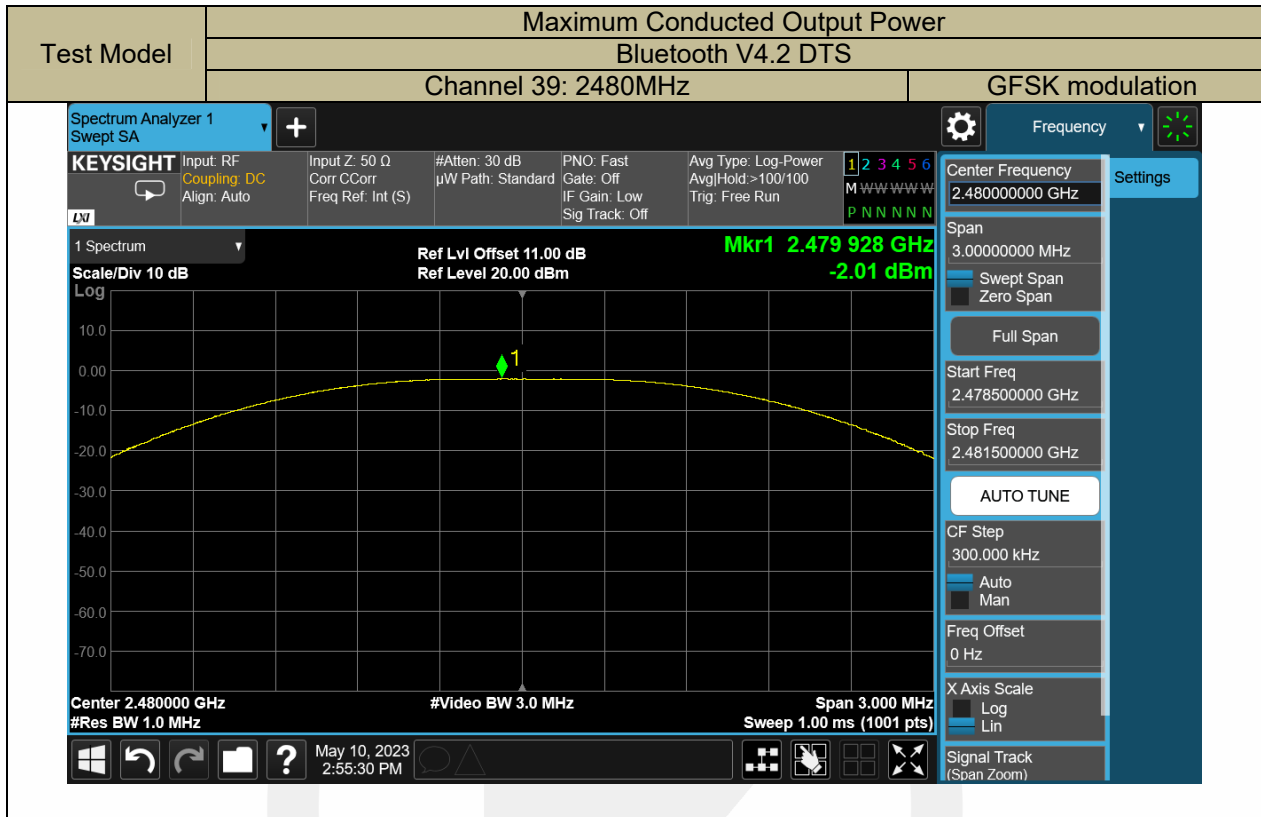 Maximum Conducted Output Power
Test Model
Bluetooth V4.2 DTS
Channel 39: 2480MHz
GFSK modulation
Spectrum Analyzer 1
Swept SA
+
Frequency
KEYSIGHT
Input: RF
Coupling: DC
Align: Auto
Input Z: 50 Ω
Corr CCorr
Freq Ref: Int (S)
#Atten: 30 dB
µW Path: Standard
PNO: Fast
Gate: Off
IF Gain: Low
Sig Track: Off
Avg Type: Log-Power
Avg|Hold:>100/100
Trig: Free Run
1 2 3 4 5 6
M W W W W W
P N N N N N
LXI
1 Spectrum
Scale/Div 10 dB
Log
Ref Lvl Offset 11.00 dB
Ref Level 20.00 dBm
Mkr1 2.479 928 GHz
-2.01 dBm
10.0
0.00
-10.0
-20.0
-30.0
-40.0
-50.0
-60.0
-70.0
1
Center 2.480000 GHz
#Res BW 1.0 MHz
#Video BW 3.0 MHz
Span 3.000 MHz
Sweep 1.00 ms (1001 pts)
Center Frequency
2.480000000 GHz
Settings
Span
3.00000000 MHz
Swept Span
Zero Span
Full Span
Start Freq
2.478500000 GHz
Stop Freq
2.481500000 GHz
AUTO TUNE
CF Step
300.000 kHz
Auto
Man
Freq Offset
0 Hz
X Axis Scale
Log
Lin
Signal Track
(Span Zoom)
?
May 10, 2023
2:55:30 PM